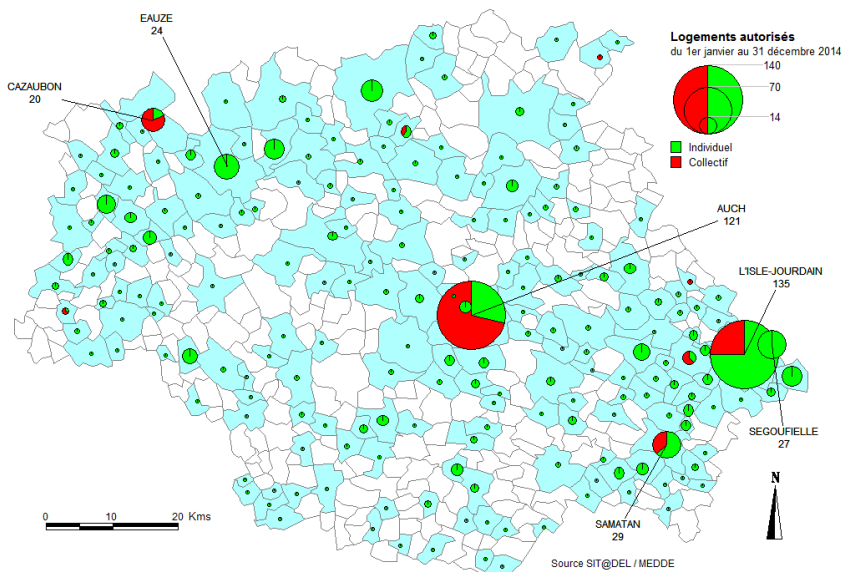 EAUZE
24
CAZAUBON
20
Logements autorisés
du 1er janvier au 31 décembre 2014
140
70
14
Individuel
Collectif
AUCH
121
L'ISLE-JOURDAIN
135
SEGOUFIELLE
27
SAMATAN
29
N
0 10 20 Kms
Source SIT@DEL / MEDDE